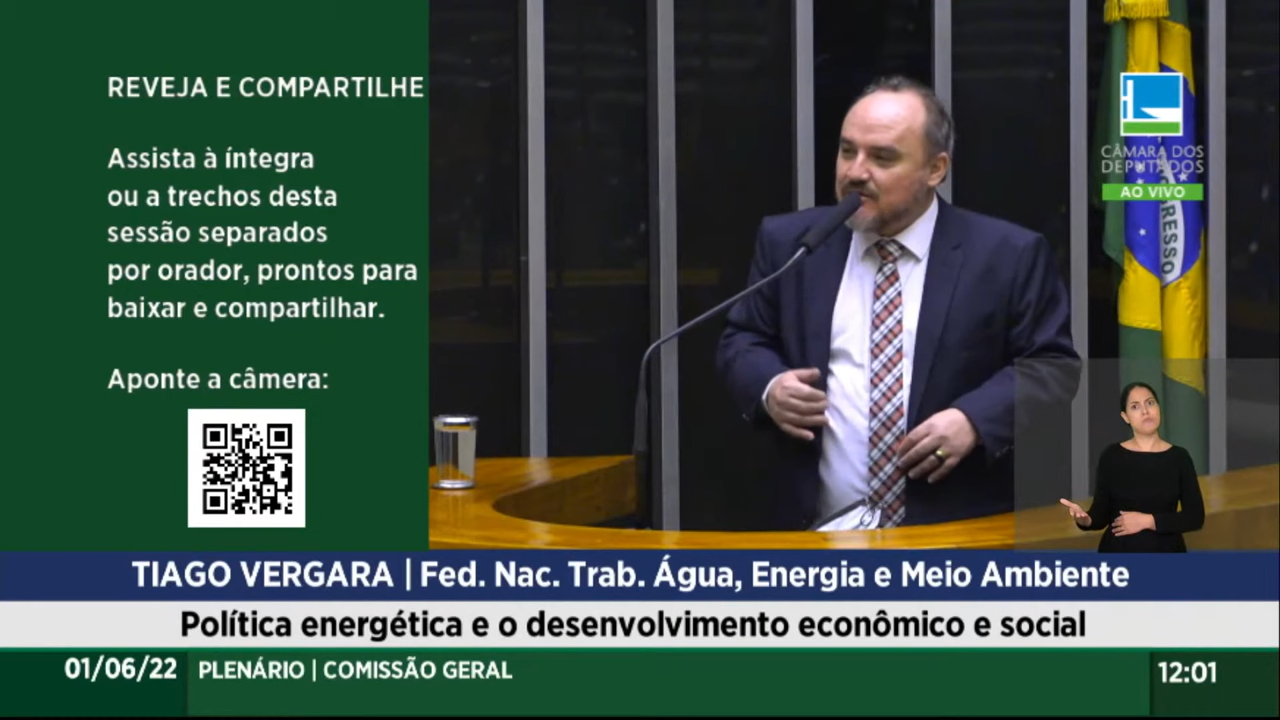 REVEJA E COMPARTILHE
Assista à íntegra
ou a trechos desta
sessão separados
por orador, prontos para
baixar e compartilhar.
Aponte a câmera:
CÂMARA DOS
DEPUTADOS
AO VIVO
RESSO
TIAGO VERGARA | Fed. Nac. Trab. Água, Energia e Meio Ambiente
Política energética e o desenvolvimento econômico e social
01/06/22 PLENÁRIO | COMISSÃO GERAL 12:01